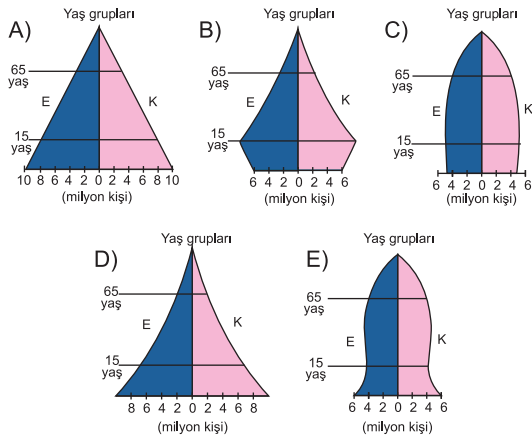 A)
Yaş grupları
65
yaş
E
K
15
yaş
10 8 6 4 2 0 2 4 6 8 10
(milyon kişi)
B)
Yaş grupları
65
yaş
E
K
15
yaş
6 4 2 0 2 4 6
(milyon kişi)
C)
Yaş grupları
65
yaş
E
K
15
yaş
6 4 2 0 2 4 6
(milyon kişi)
D)
Yaş grupları
65
yaş
E
K
15
yaş
8 6 4 2 0 2 4 6 8
(milyon kişi)
E)
Yaş grupları
65
yaş
E
K
15
yaş
6 4 2 0 2 4 6
(milyon kişi)